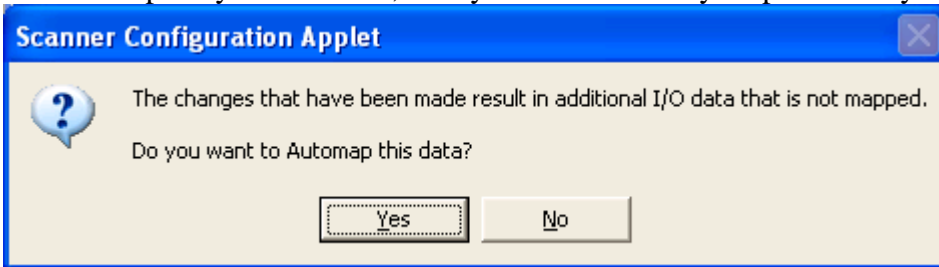 Scanner Configuration Applet
The changes that have been made result in additional I/O data that is not mapped.
Do you want to Automap this data?
Yes No